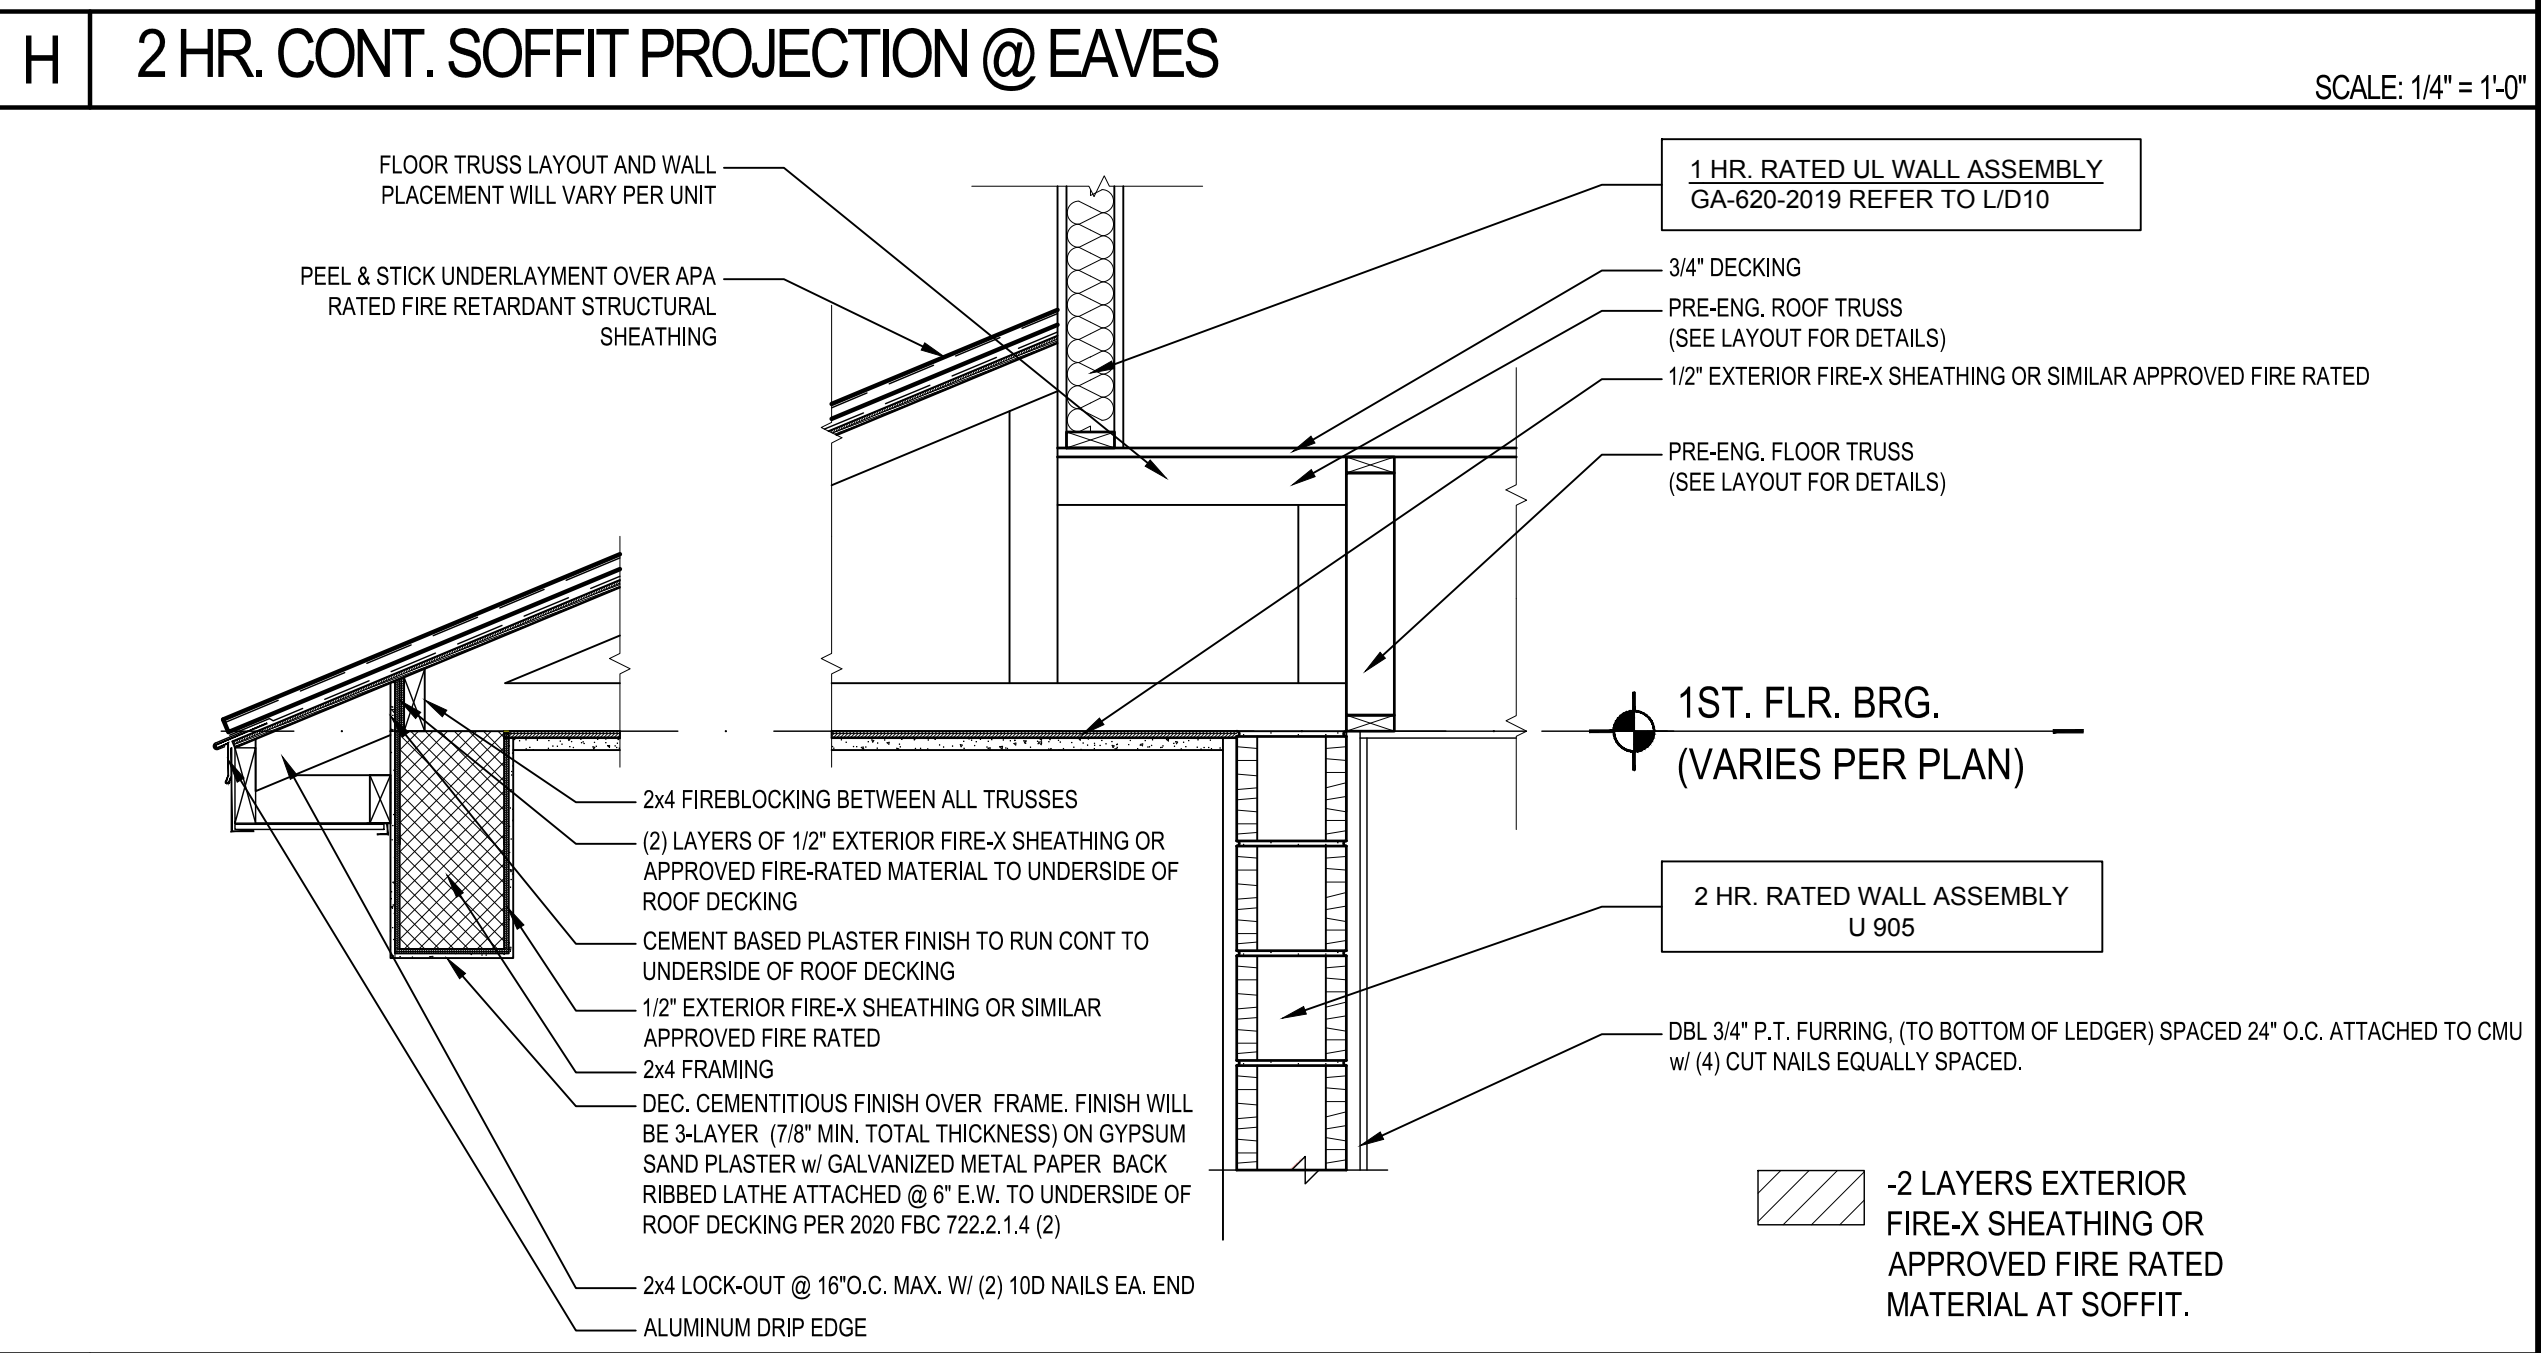 H
2 HR. CONT. SOFFIT PROJECTION @ EAVES
SCALE: 1/4" = 1'-0"
FLOOR TRUSS LAYOUT AND WALL
PLACEMENT WILL VARY PER UNIT
PEEL & STICK UNDERLAYMENT OVER APA
RATED FIRE RETARDANT STRUCTURAL
SHEATHING
1 HR. RATED UL WALL ASSEMBLY
GA-620-2019 REFER TO L/D10
3/4" DECKING
PRE-ENG. ROOF TRUSS
(SEE LAYOUT FOR DETAILS)
1/2" EXTERIOR FIRE-X SHEATHING OR SIMILAR APPROVED FIRE RATED
PRE-ENG. FLOOR TRUSS
(SEE LAYOUT FOR DETAILS)
1ST. FLR. BRG.
(VARIES PER PLAN)
2x4 FIREBLOCKING BETWEEN ALL TRUSSES
(2) LAYERS OF 1/2" EXTERIOR FIRE-X SHEATHING OR
APPROVED FIRE-RATED MATERIAL TO UNDERSIDE OF
ROOF DECKING
CEMENT BASED PLASTER FINISH TO RUN CONT TO
UNDERSIDE OF ROOF DECKING
1/2" EXTERIOR FIRE-X SHEATHING OR SIMILAR
APPROVED FIRE RATED
2x4 FRAMING
DEC. CEMENTITIOUS FINISH OVER FRAME. FINISH WILL
BE 3-LAYER (7/8" MIN. TOTAL THICKNESS) ON GYPSUM
SAND PLASTER w/ GALVANIZED METAL PAPER BACK
RIBBED LATHE ATTACHED @ 6" E.W. TO UNDERSIDE OF
ROOF DECKING PER 2020 FBC 722.2.1.4 (2)
2x4 LOCK-OUT @ 16"O.C. MAX. W/ (2) 10D NAILS EA. END
ALUMINUM DRIP EDGE
2 HR. RATED WALL ASSEMBLY
U 905
DBL 3/4" P.T. FURRING, (TO BOTTOM OF LEDGER) SPACED 24" O.C. ATTACHED TO CMU
w/ (4) CUT NAILS EQUALLY SPACED.
-2 LAYERS EXTERIOR
FIRE-X SHEATHING OR
APPROVED FIRE RATED
MATERIAL AT SOFFIT.